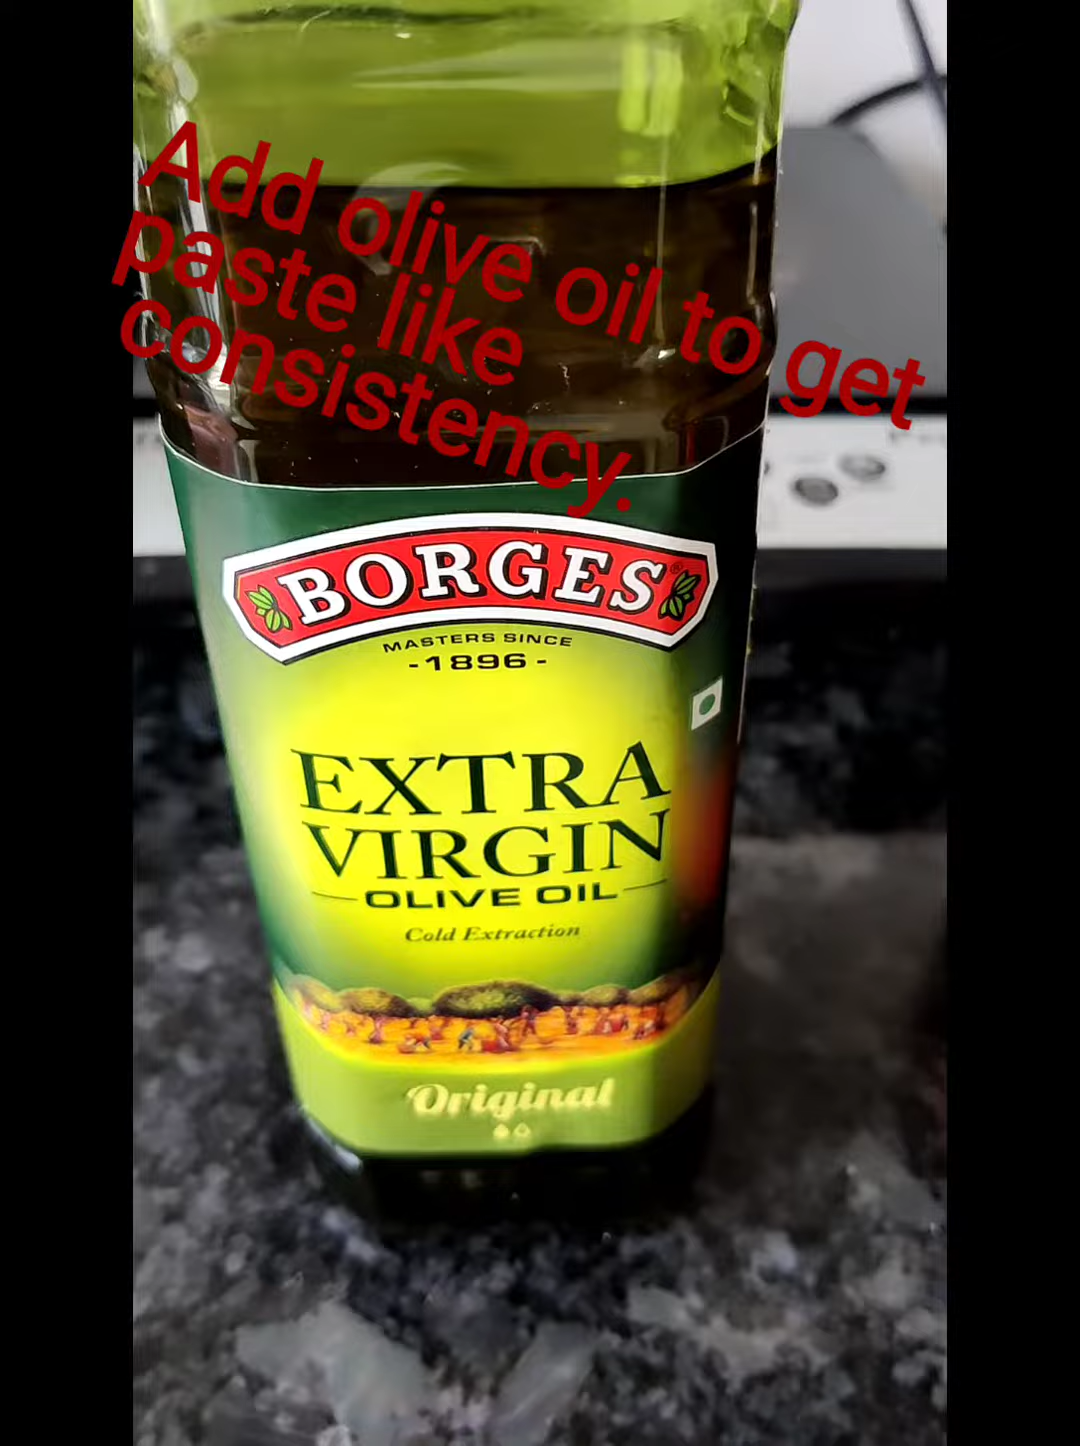 Add olive oil to get
paste like
consistency.
BORGES
MASTERS SINCE
-1896-
EXTRA
VIRGIN
OLIVE OIL
Cold Extraction
Original